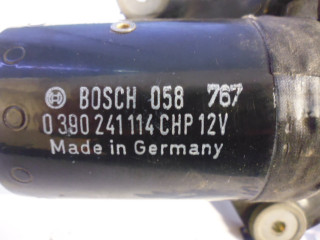 BOSCH 058 767
0 390 241 114 CHP 12V
Made in Germany